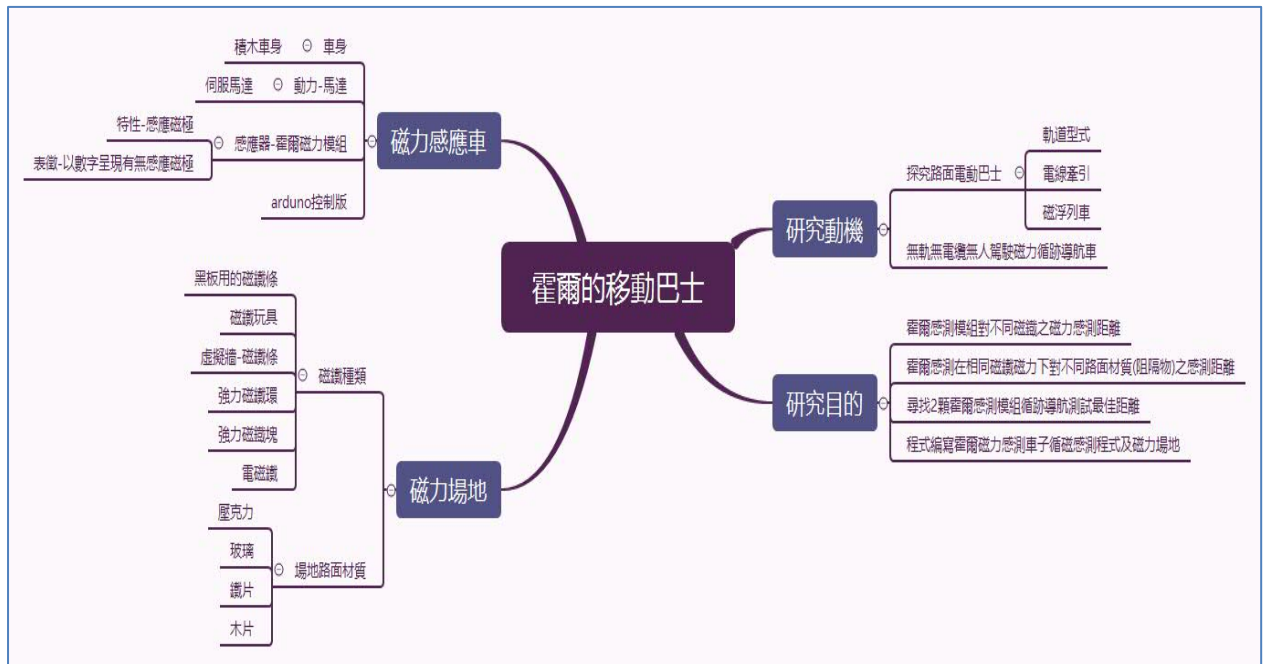 霍爾的移動巴士
磁力感應車
積木車身
車身
伺服馬達
動力-馬達
特性-感應磁極
表徵-以數字呈現有無感應磁極
感應器-霍爾磁力模組
arduno控制版
磁力場地
黑板用的磁鐵條
磁鐵玩具
虛擬牆-磁鐵條
強力磁鐵環
強力磁鐵塊
電磁鐵
磁鐵種類
壓克力
玻璃
鐵片
木片
場地路面材質
研究動機
探究路面電動巴士
軌道型式
電線牽引
磁浮列車
無軌無電纜無人駕駛磁力循跡導航車
研究目的
霍爾感測模組對不同磁鐵之磁力感測距離
霍爾感測在相同磁鐵磁力下對不同路面材質(阻隔物)之感測距離
尋找2顆霍爾感測模組循跡導航測試最佳距離
程式編寫霍爾磁力感測車子循磁感測程式及磁力場地